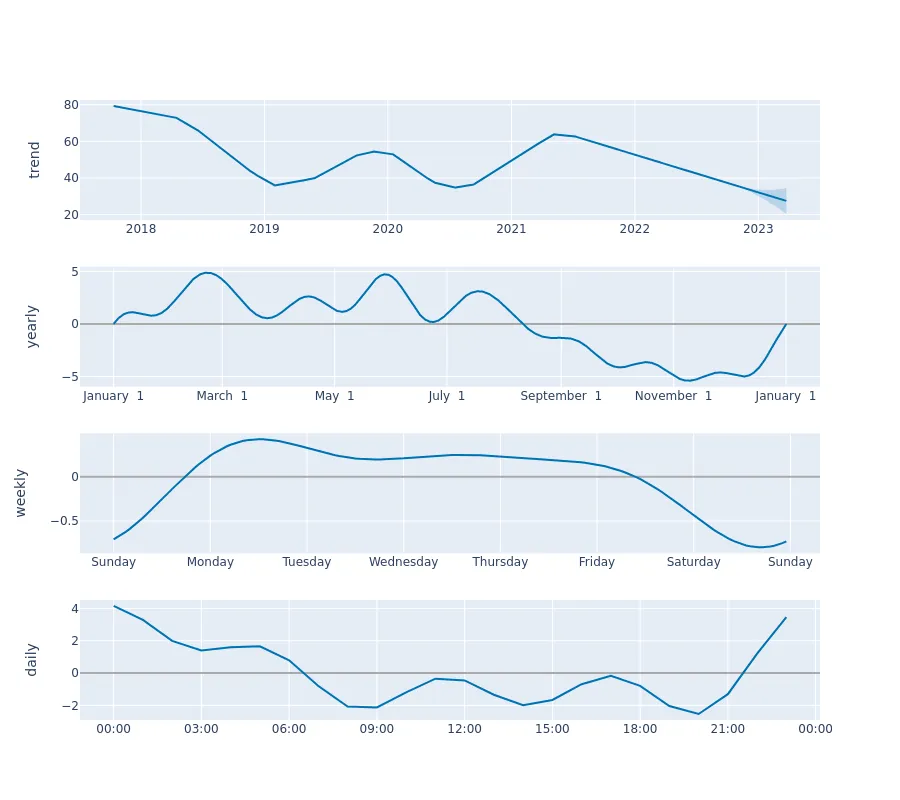 trend
80
60
40
20
2018 2019 2020 2021 2022 2023
yearly
5
0
−5
January 1 March 1 May 1 July 1 September 1 November 1 January 1
weekly
0
−0.5
Sunday Monday Tuesday Wednesday Thursday Friday Saturday Sunday
daily
4
2
0
−2
00:00 03:00 06:00 09:00 12:00 15:00 18:00 21:00 00:00